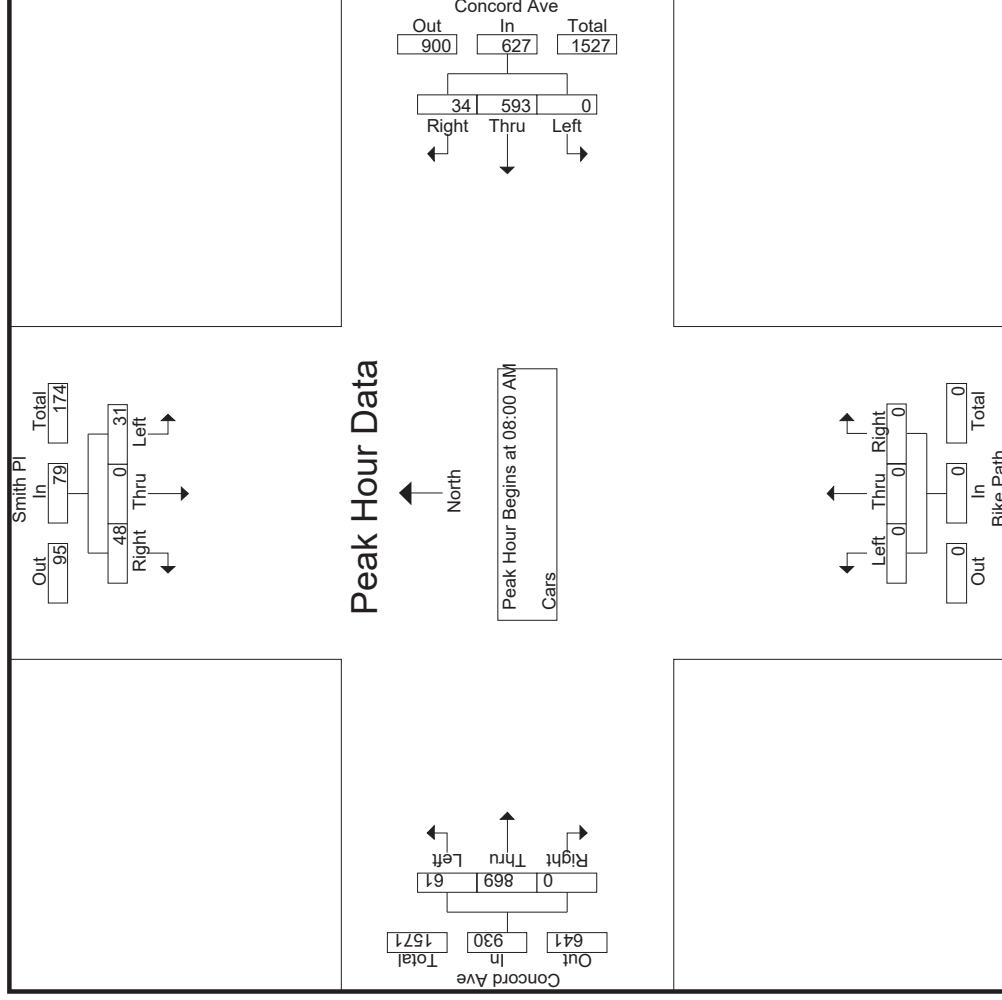 Concord Ave
Out In Total
900 627 1527
34 593 0
Right Thru Left
Smith Pl
Out In Total
95 79 174
48 0 31
Right Thru Left
Peak Hour Data
North
Peak Hour Begins at 08:00 AM
Cars
Left Thru Right
0 0 0
0 0 0
Out In Total
Bike Path
Left Thru Right
61 869 0
1571 930 641
Total In Out
Concord Ave